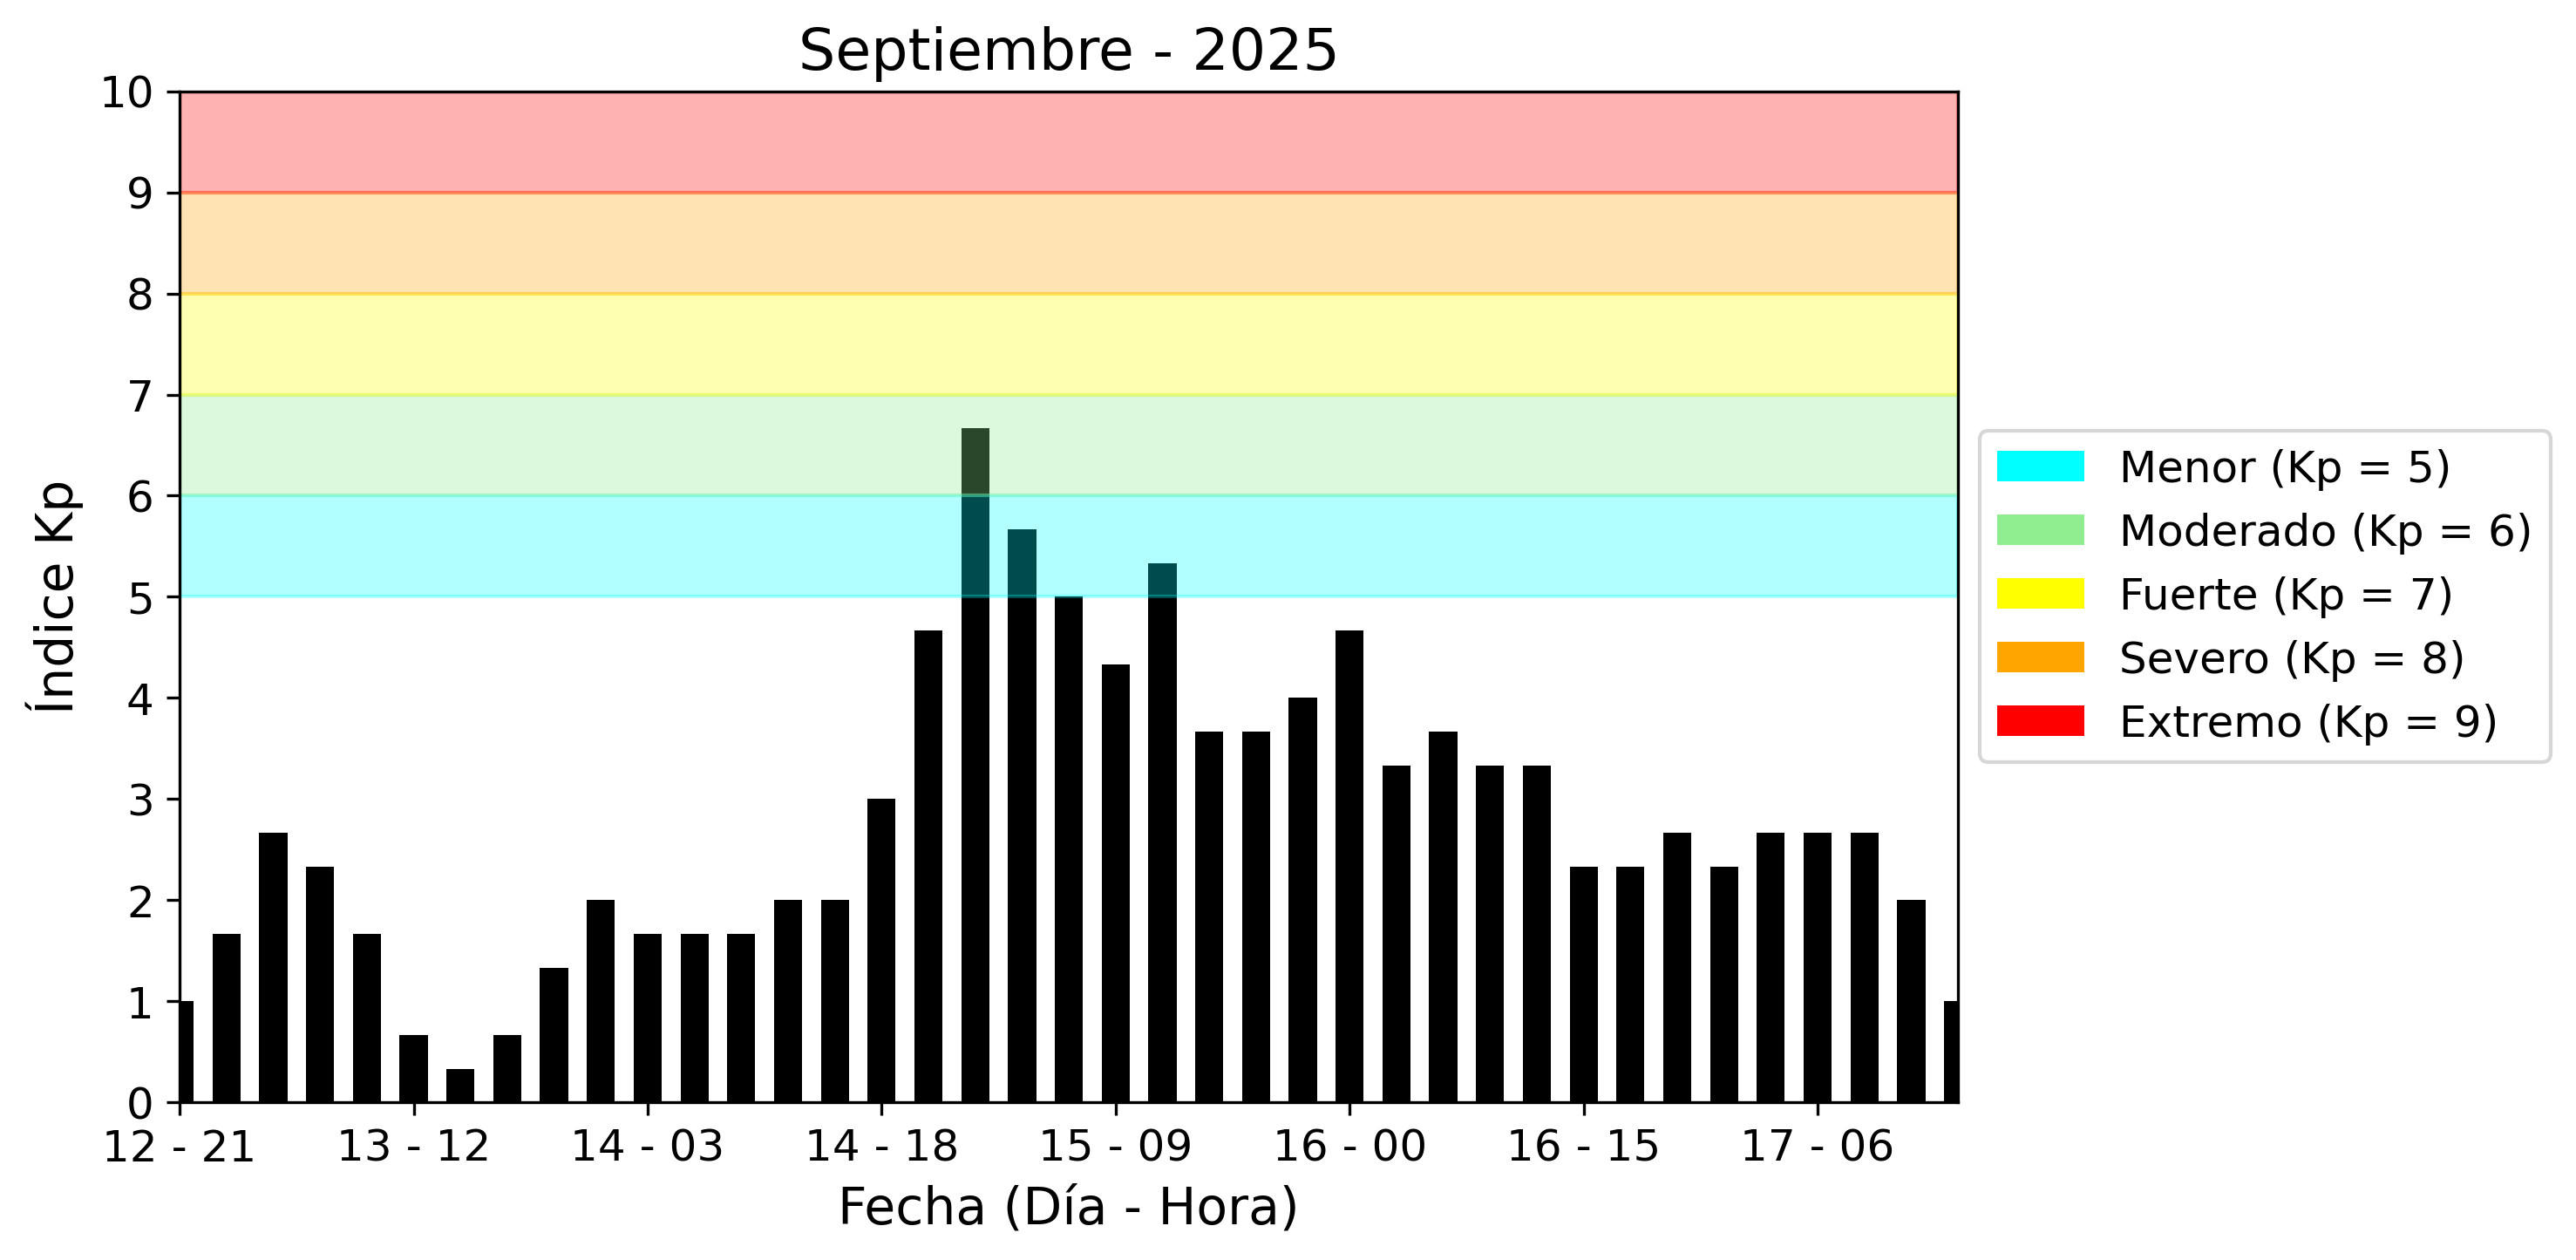 Septiembre - 2025
10
9
8
7
6
5
4
3
2
1
0
Índice Kp
12 - 21
13 - 12
14 - 03
14 - 18
15 - 09
16 - 00
16 - 15
17 - 06
Fecha (Día - Hora)
Menor (Kp = 5)
Moderado (Kp = 6)
Fuerte (Kp = 7)
Severo (Kp = 8)
Extremo (Kp = 9)